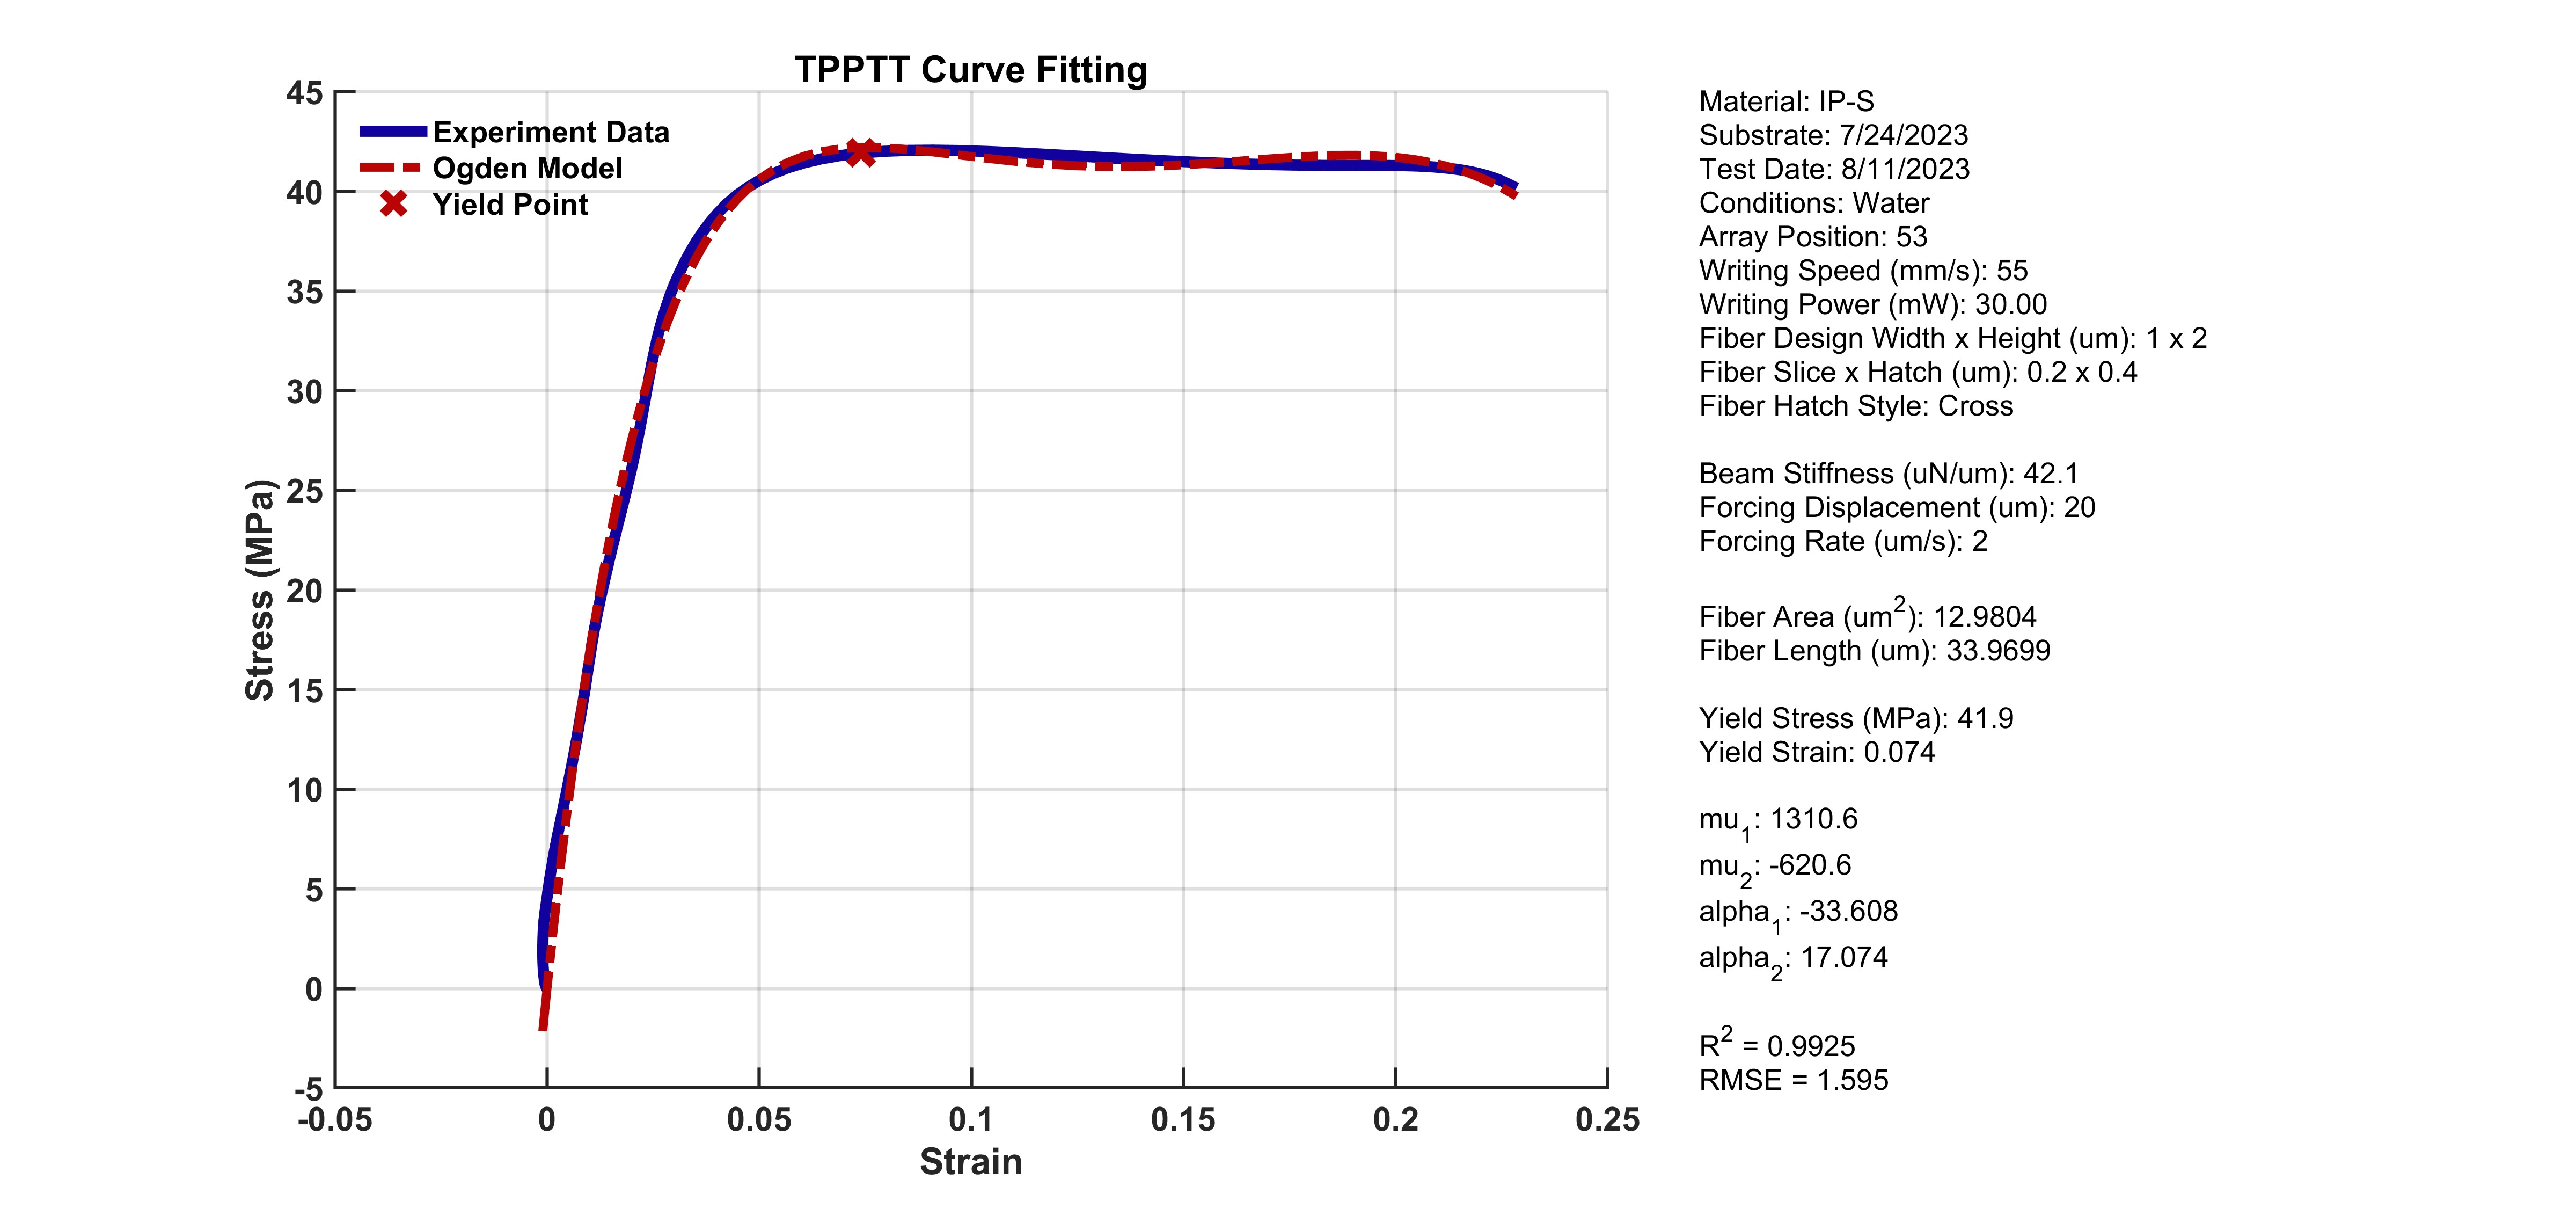 TPPTT Curve Fitting
45
40
35
30
25
20
15
10
5
0
-5
Stress (MPa)
Experiment Data
Ogden Model
Yield Point
-0.05
0
0.05
0.1
0.15
0.2
0.25
Strain
Material: IP-S
Substrate: 7/24/2023
Test Date: 8/11/2023
Conditions: Water
Array Position: 53
Writing Speed (mm/s): 55
Writing Power (mW): 30.00
Fiber Design Width x Height (um): 1 x 2
Fiber Slice x Hatch (um): 0.2 x 0.4
Fiber Hatch Style: Cross
Beam Stiffness (uN/um): 42.1
Forcing Displacement (um): 20
Forcing Rate (um/s): 2
Fiber Area (um²): 12.9804
Fiber Length (um): 33.9699
Yield Stress (MPa): 41.9
Yield Strain: 0.074
mu₁: 1310.6
mu₂: -620.6
alpha₁: -33.608
alpha₂: 17.074
R² = 0.9925
RMSE = 1.595